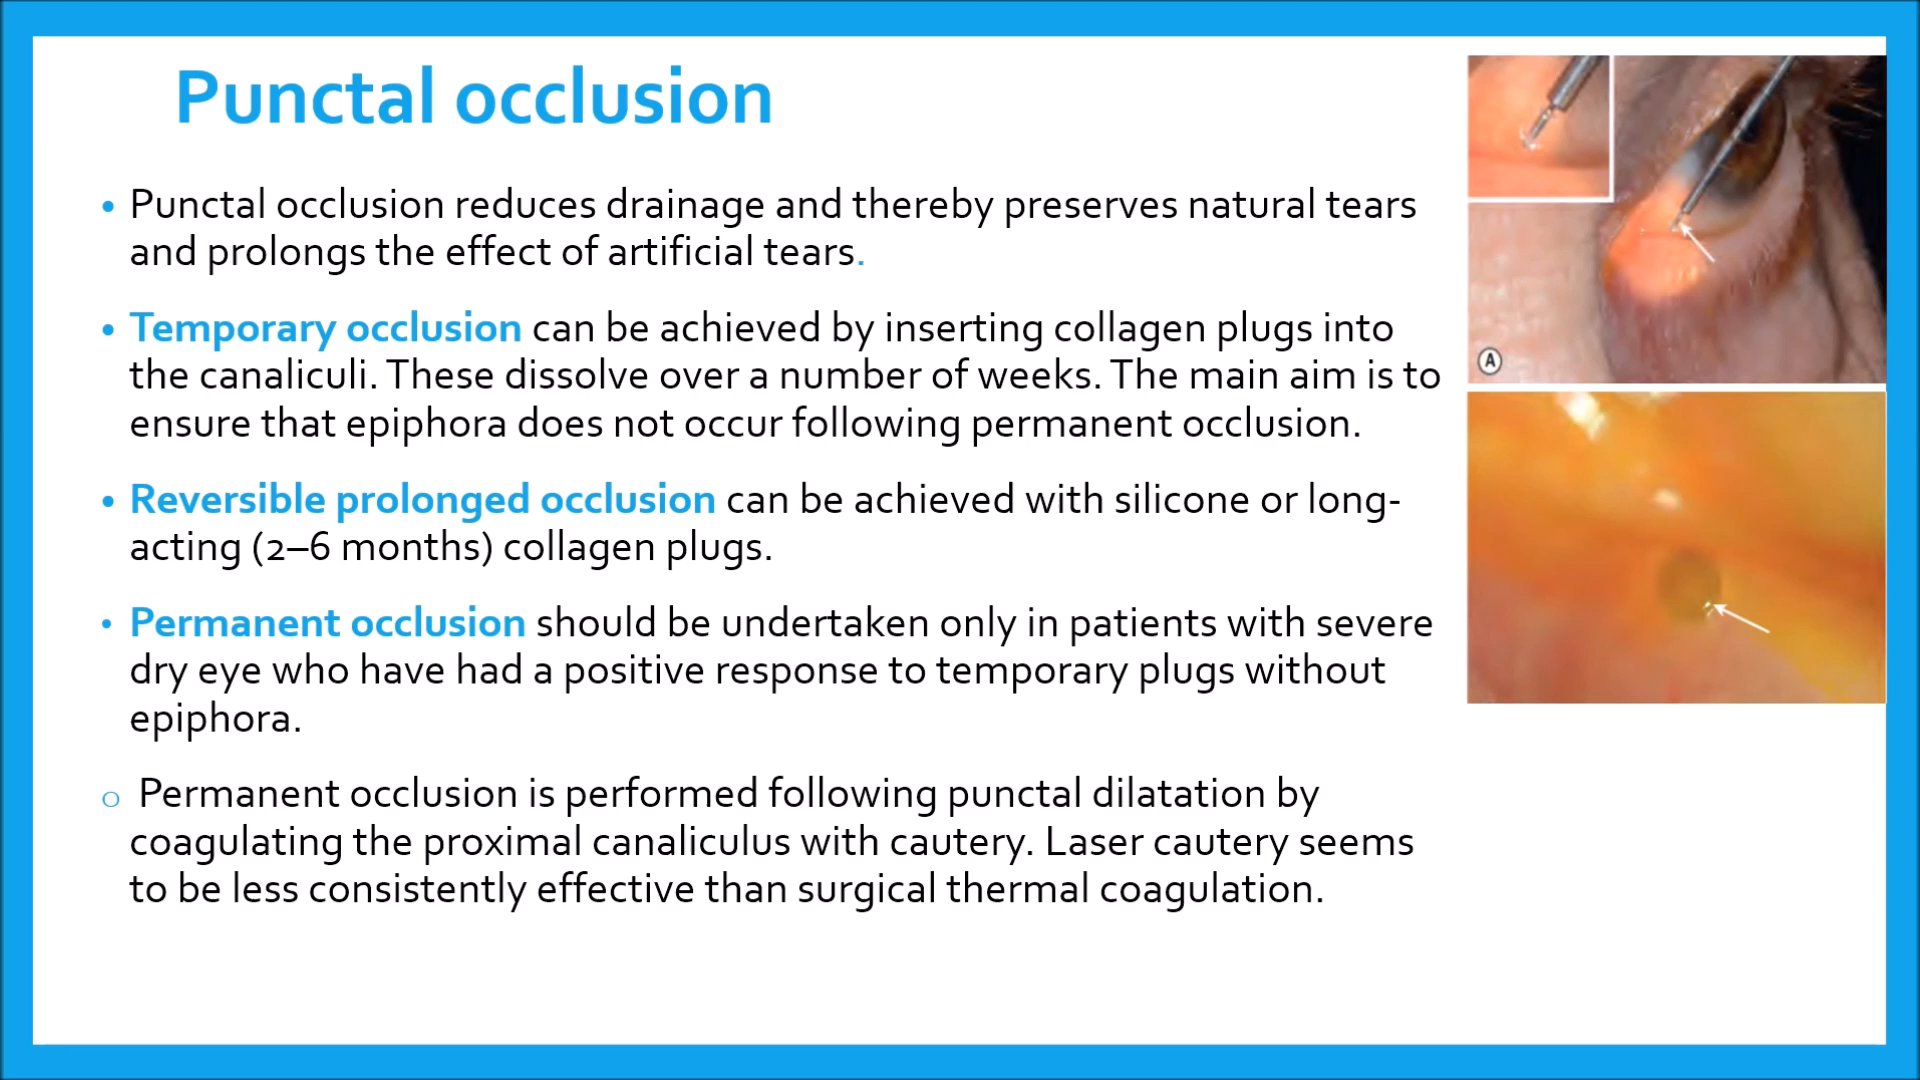 Punctal occlusion
• Punctal occlusion reduces drainage and thereby preserves natural tears
and prolongs the effect of artificial tears.
• Temporary occlusion can be achieved by inserting collagen plugs into
the canaliculi. These dissolve over a number of weeks. The main aim is to
ensure that epiphora does not occur following permanent occlusion.
• Reversible prolonged occlusion can be achieved with silicone or long-
acting (2–6 months) collagen plugs.
• Permanent occlusion should be undertaken only in patients with severe
dry eye who have had a positive response to temporary plugs without
epiphora.
o Permanent occlusion is performed following punctal dilatation by
coagulating the proximal canaliculus with cautery. Laser cautery seems
to be less consistently effective than surgical thermal coagulation.
A